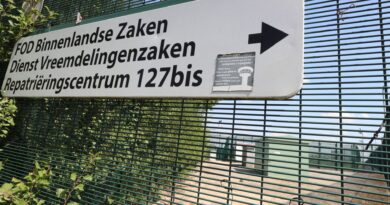 FOD Binnenlandse Zaken
Dienst Vreemdelingenzaken
Repatriëringscentrum 127bis